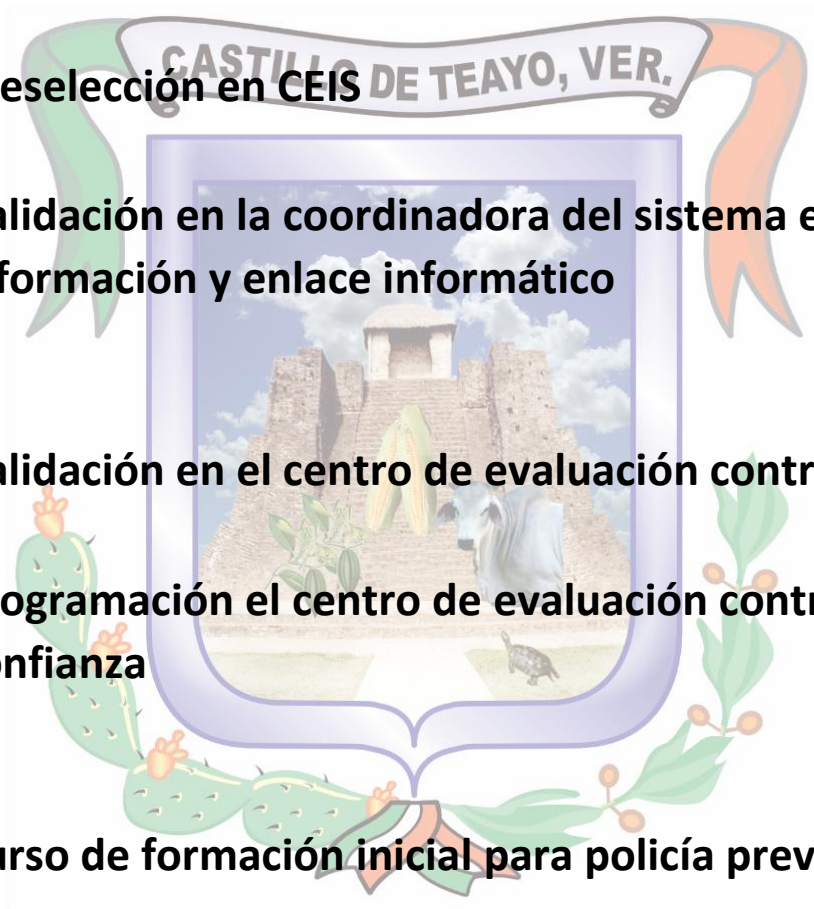 CASTILLO DE TEAYO, VER.
eselección en CEIS
alidación en la coordinadora del sistema e
formación y enlace informático
alidación en el centro de evaluación contr
ogramación el centro de evaluación contr
onfianza
urso de formación inicial para policía prev